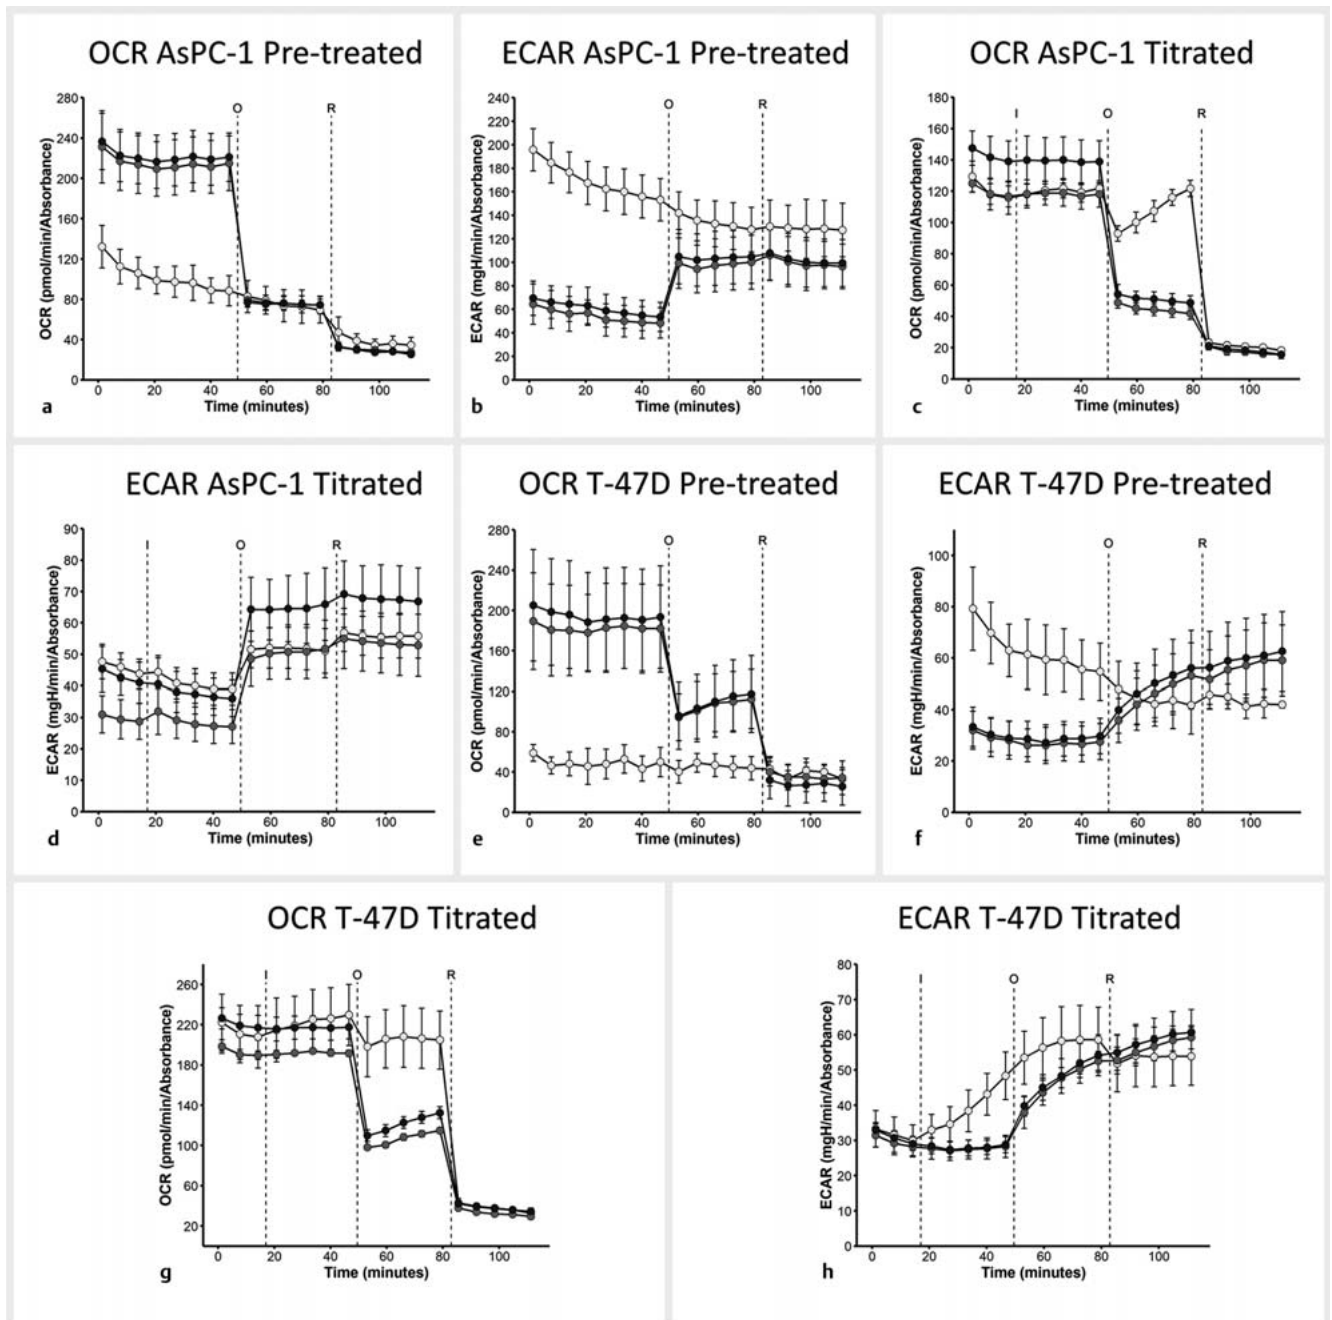 OCR AsPC-1 Pre-treated
280
240
200
160
120
80
40
0
OCR (pmol/min/Absorbance)
O
R
0 20 40 60 80 100
Time (minutes)
a
ECAR AsPC-1 Pre-treated
240
220
200
180
160
140
120
100
80
60
40
20
0
ECAR (mgH/min/Absorbance)
O
R
0 20 40 60 80 100
Time (minutes)
b
OCR AsPC-1 Titrated
180
160
140
120
100
80
60
40
20
0
OCR (pmol/min/Absorbance)
I
O
R
0 20 40 60 80 100
Time (minutes)
c
ECAR AsPC-1 Titrated
90
80
70
60
50
40
30
20
10
0
ECAR (mgH/min/Absorbance)
I
O
R
0 20 40 60 80 100
Time (minutes)
d
OCR T-47D Pre-treated
280
240
200
160
120
80
40
0
OCR (pmol/min/Absorbance)
O
R
0 20 40 60 80 100
Time (minutes)
e
ECAR T-47D Pre-treated
100
80
60
40
20
0
ECAR (mgH/min/Absorbance)
O
R
0 20 40 60 80 100
Time (minutes)
f
OCR T-47D Titrated
260
220
180
140
100
60
20
OCR (pmol/min/Absorbance)
I
O
R
0 20 40 60 80 100
Time (minutes)
g
ECAR T-47D Titrated
80
70
60
50
40
30
20
10
0
ECAR (mgH/min/Absorbance)
I
O
R
0 20 40 60 80 100
Time (minutes)
h